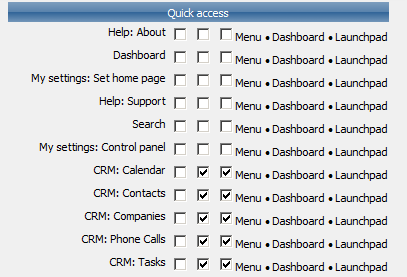 Quick access
Help: About Menu • Dashboard • Launchpad
Dashboard Menu • Dashboard • Launchpad
My settings: Set home page Menu • Dashboard • Launchpad
Help: Support Menu • Dashboard • Launchpad
Search Menu • Dashboard • Launchpad
My settings: Control panel Menu • Dashboard • Launchpad
CRM: Calendar Menu • Dashboard • Launchpad
CRM: Contacts Menu • Dashboard • Launchpad
CRM: Companies Menu • Dashboard • Launchpad
CRM: Phone Calls Menu • Dashboard • Launchpad
CRM: Tasks Menu • Dashboard • Launchpad